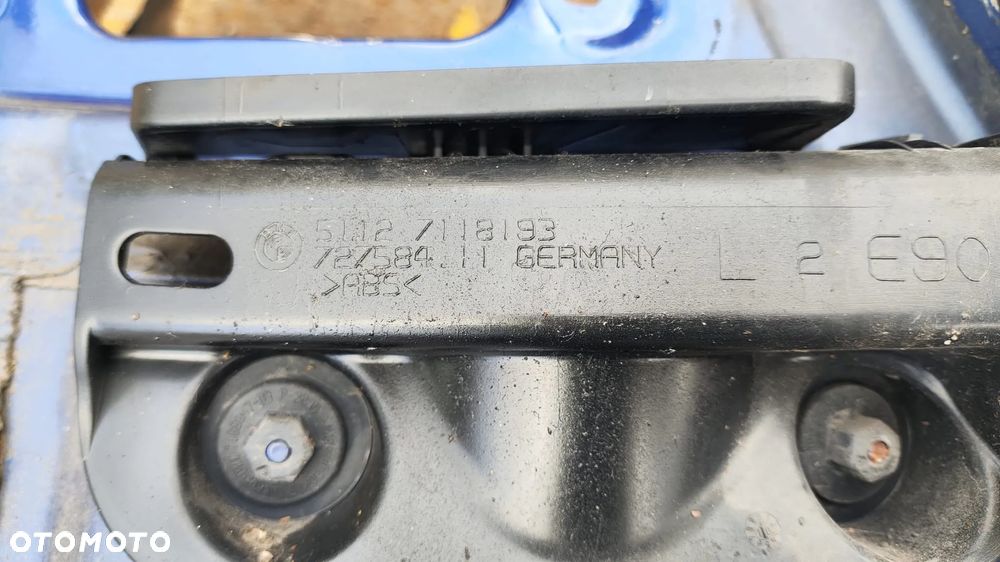 5112 7118193
727584.11 GERMANY
>ABS<
L 2 E90
OTOMOTO